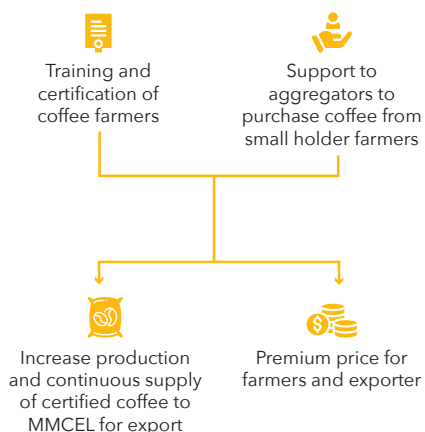 Training and
certification of
coffee farmers
Support to
aggregators to
purchase coffee from
small holder farmers
$
Increase production
and continuous supply
of certified coffee to
MMCEL for export
Premium price for
farmers and exporter